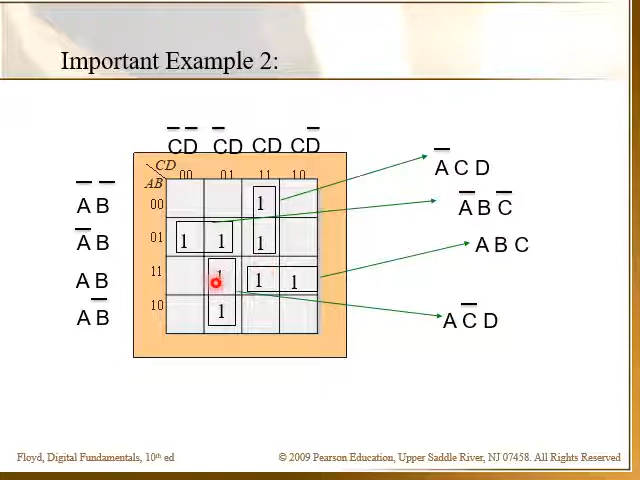 Important Example 2:
C̅D̅ C̅D CD CD̅
CD
AB
00 01 11 10
A̅ B̅
00
1
A̅ C D
A̅ B
01
1 1 1
A̅ B C̅
A B
11
1 1 1
A B C
A B̅
10
1
A C̅ D
Floyd, Digital Fundamentals, 10th ed
© 2009 Pearson Education, Upper Saddle River, NJ 07458. All Rights Reserved